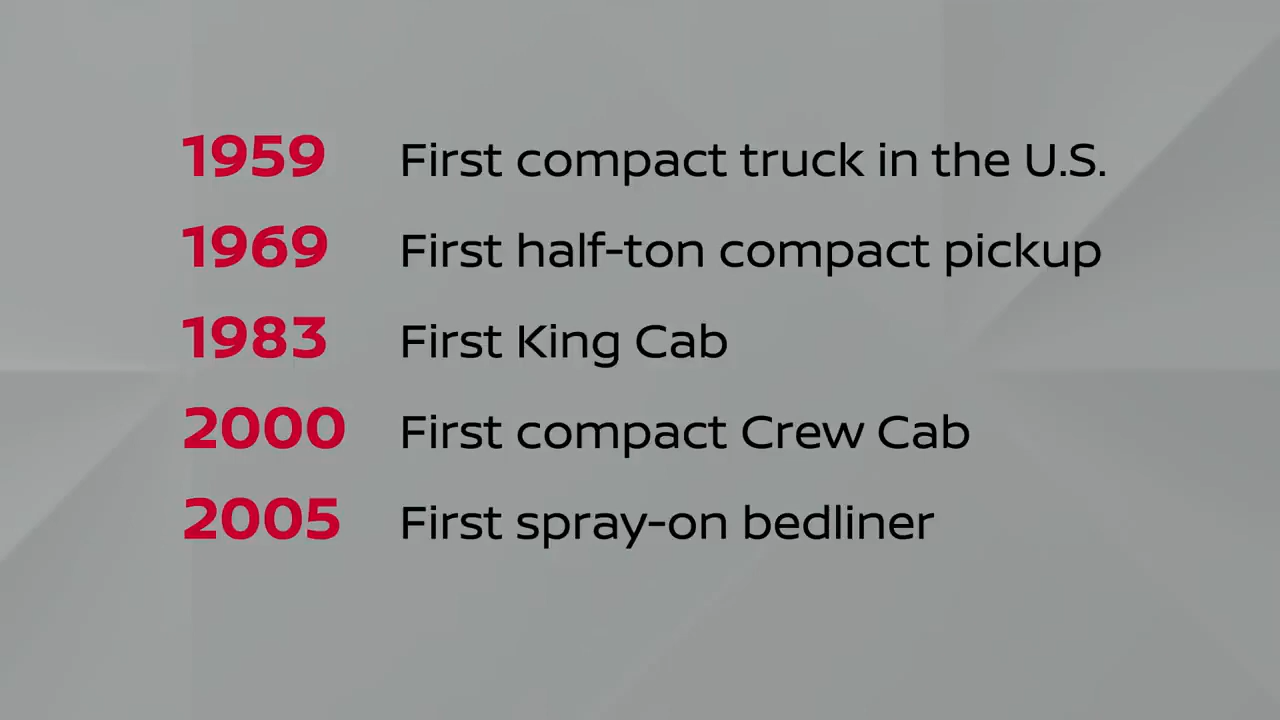 1959 First compact truck in the U.S.
1969 First half-ton compact pickup
1983 First King Cab
2000 First compact Crew Cab
2005 First spray-on bedliner